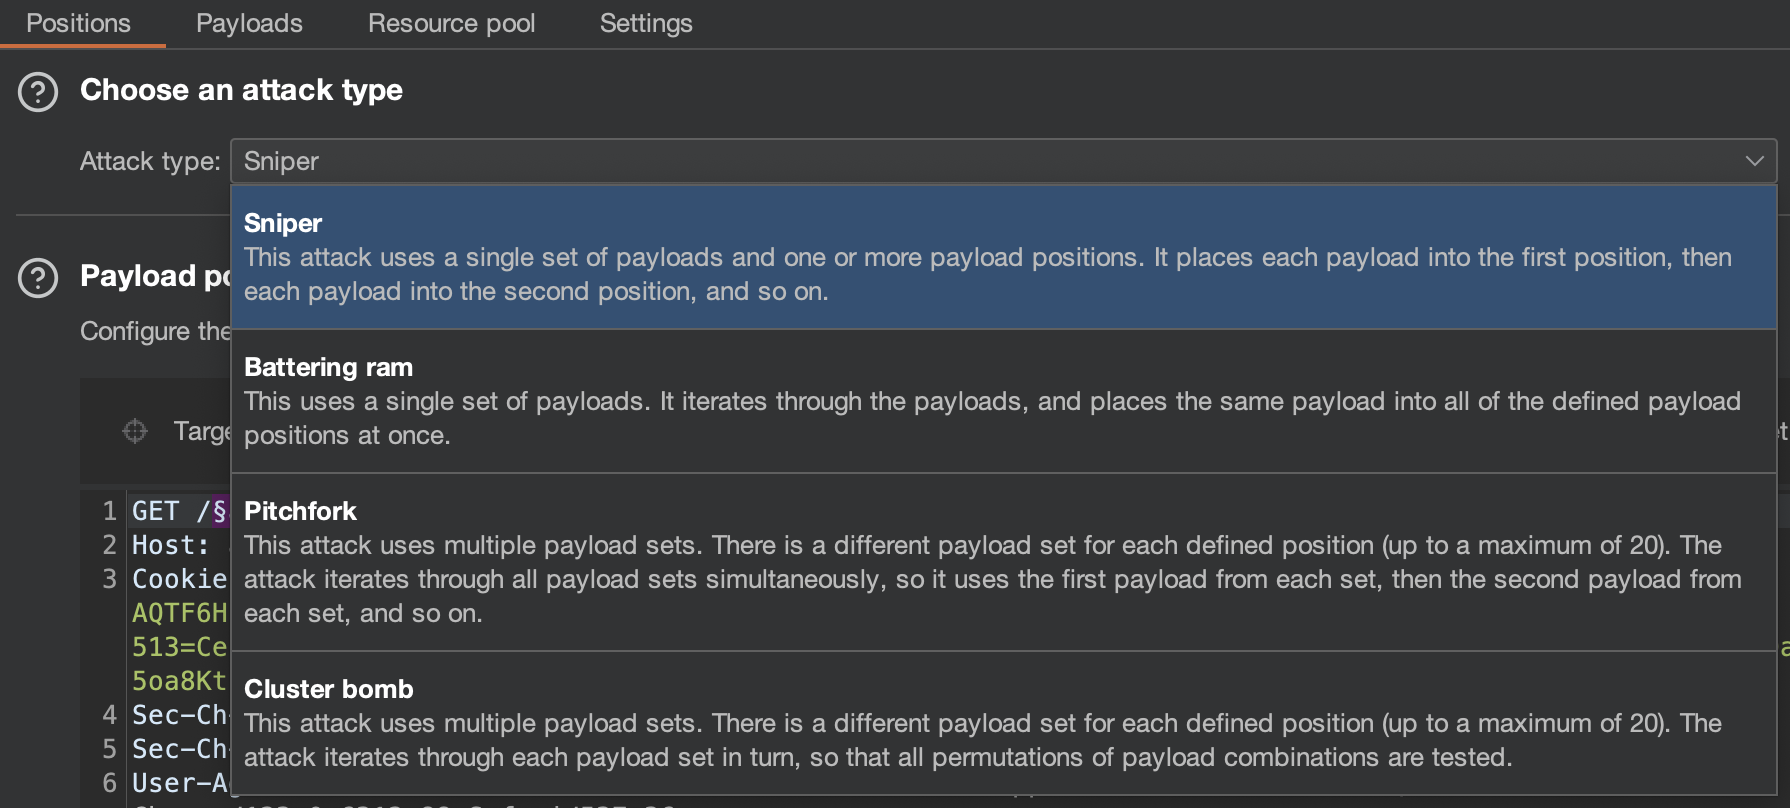 Positions Payloads Resource pool Settings
Choose an attack type
Attack type: Sniper
Sniper
This attack uses a single set of payloads and one or more payload positions. It places each payload into the first position, then
each payload into the second position, and so on.
Payload po
Configure the
Battering ram
This uses a single set of payloads. It iterates through the payloads, and places the same payload into all of the defined payload
positions at once.
Targe
1 GET /§
Pitchfork
2 Host:
This attack uses multiple payload sets. There is a different payload set for each defined position (up to a maximum of 20). The
3 Cookie
attack iterates through all payload sets simultaneously, so it uses the first payload from each set, then the second payload from
AQTF6H
each set, and so on.
513=Ce
5oa8Kt
Cluster bomb
4 Sec-Ch-
This attack uses multiple payload sets. There is a different payload set for each defined position (up to a maximum of 20). The
5 Sec-Ch-
attack iterates through each payload set in turn, so that all permutations of payload combinations are tested.
6 User-Ag